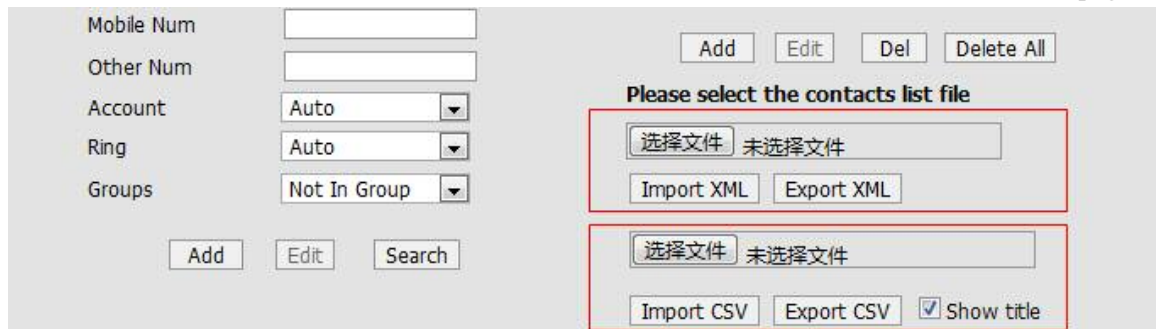 Mobile Num
Other Num
Account Auto
Ring Auto
Groups Not In Group
Add Edit Search
Add Edit Del Delete All
Please select the contacts list file
选择文件 未选择文件
Import XML Export XML
选择文件 未选择文件
Import CSV Export CSV Show title